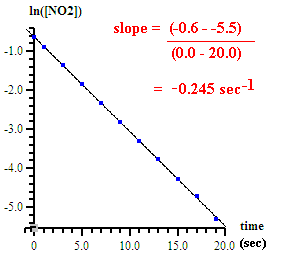 ln([NO2])
slope = (-0.6 - -5.5)
(0.0 - 20.0)
= -0.245 sec-1
-1.0
-2.0
-3.0
-4.0
-5.0
0 5.0 10.0 15.0 20.0
time
(sec)